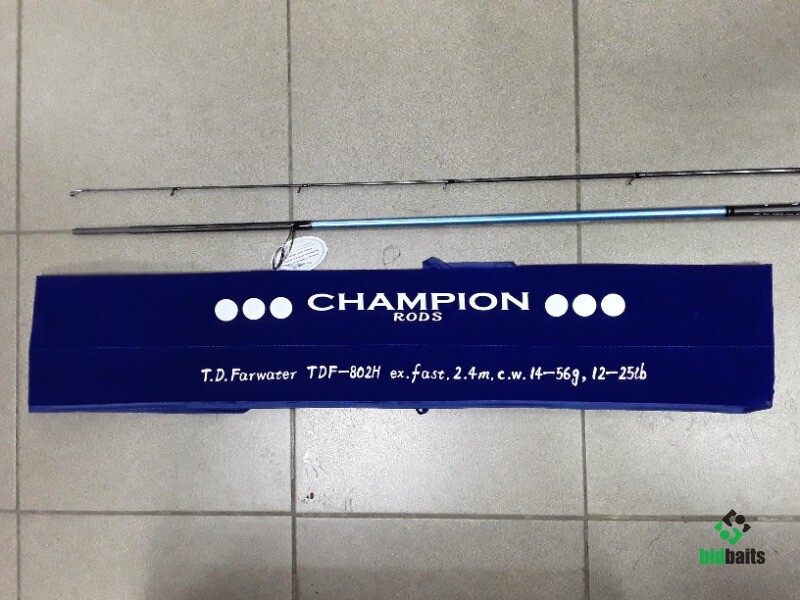 CHAMPION
RODS
T.D.Farwater TDF-802H ex.fast. 2.4m. c.w. 14-56g, 12-25lb
bidbaits